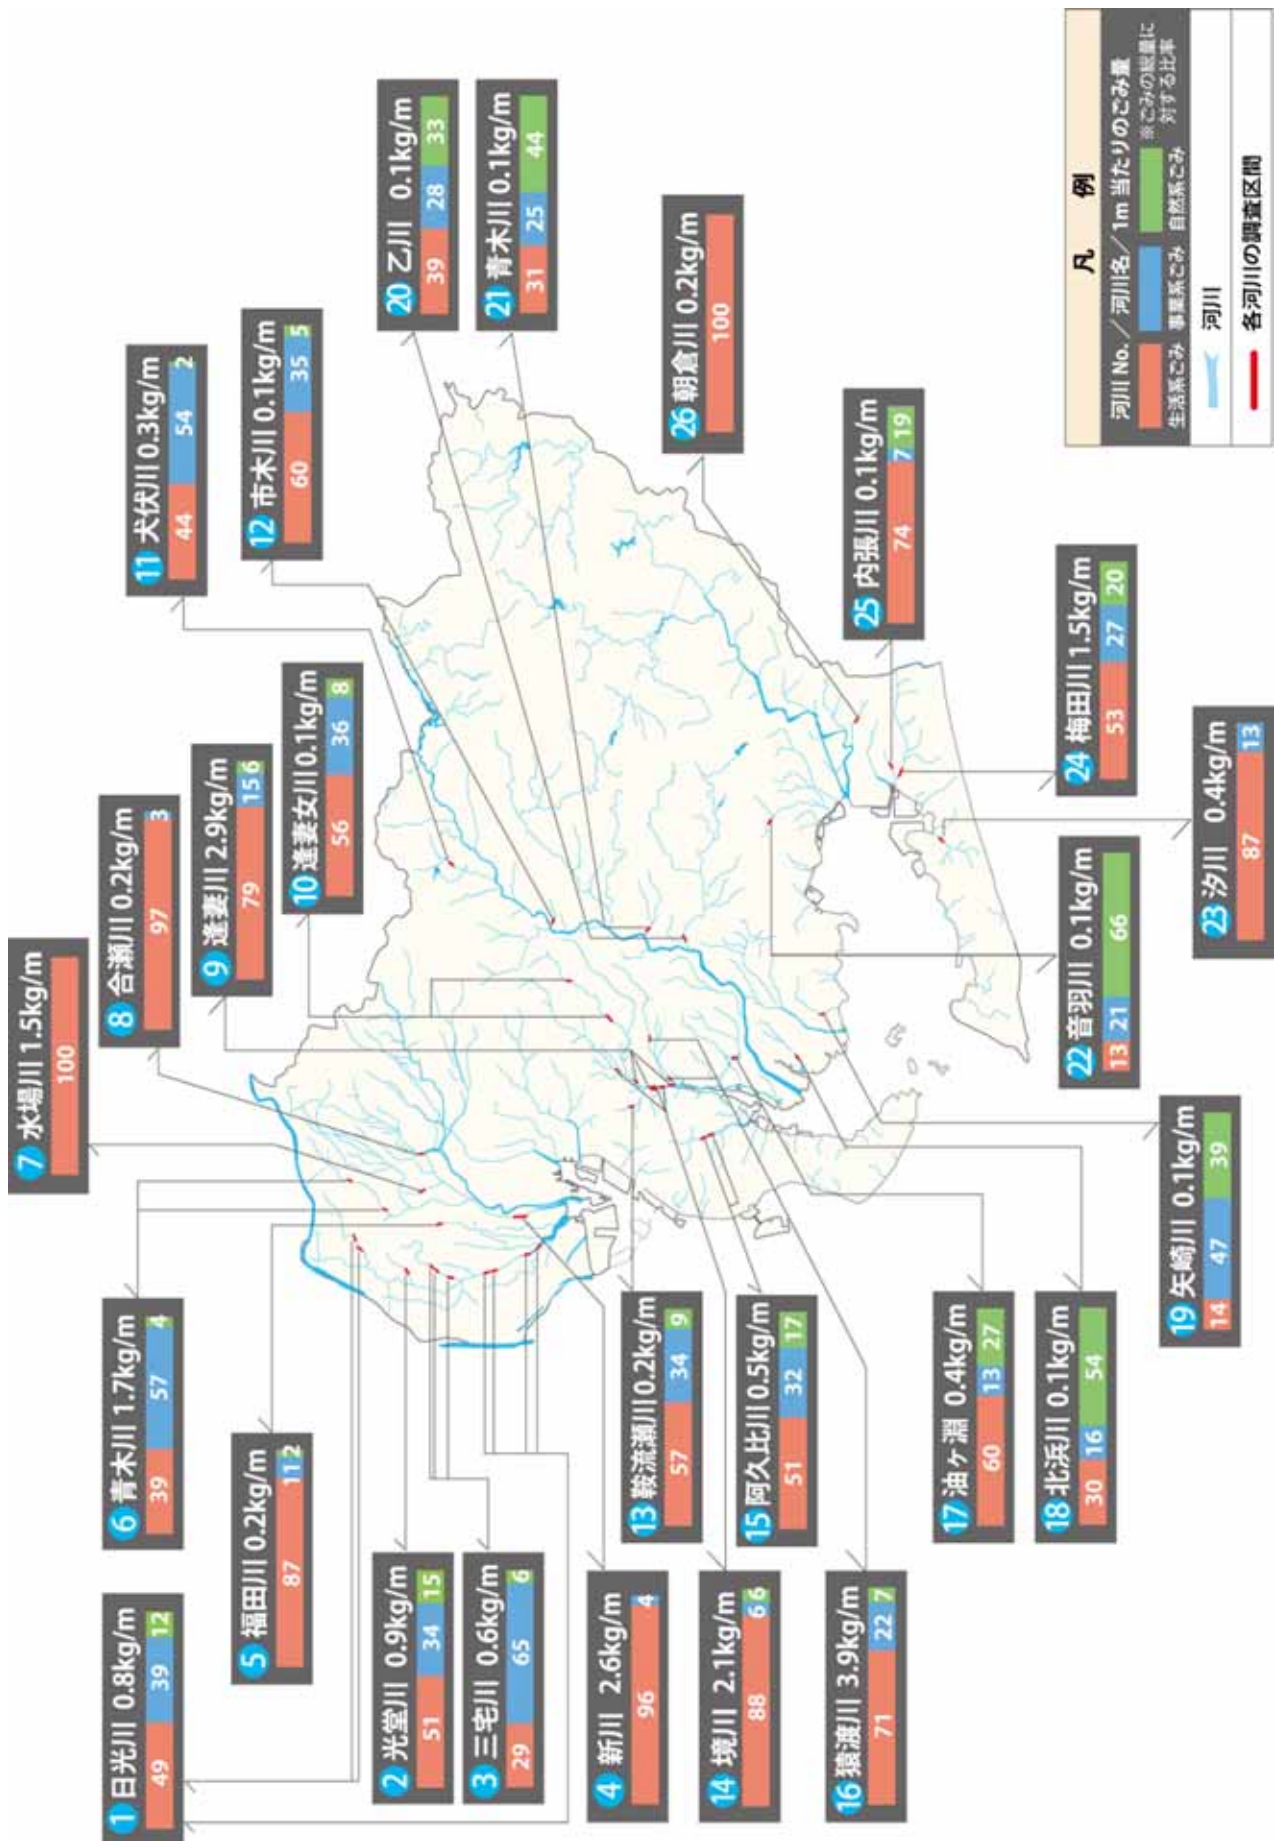 1 日光川 0.8kg/m
49 39 12
2 光堂川 0.9kg/m
51 34 15
3 三宅川 0.6kg/m
29 65 6
4 新川 2.6kg/m
96 4
5 福田川 0.2kg/m
87 11 2
6 青木川 1.7kg/m
39 57 4
7 水場川 1.5kg/m
100
8 合瀬川 0.2kg/m
97 3
9 逢妻川 2.9kg/m
79 15 6
10 逢妻女川 0.1kg/m
56 36 8
11 犬伏川 0.3kg/m
44 54 2
12 市木川 0.1kg/m
60 35 5
13 鞍流瀬川 0.2kg/m
57 34 9
14 境川 2.1kg/m
88 6 6
15 阿久比川 0.5kg/m
51 32 17
16 猿渡川 3.9kg/m
71 22 7
17 油ヶ淵 0.4kg/m
60 13 27
18 北浜川 0.1kg/m
30 16 54
19 矢崎川 0.1kg/m
14 47 39
20 乙川 0.1kg/m
39 28 33
21 青木川 0.1kg/m
31 25 44
22 音羽川 0.1kg/m
13 21 66
23 汐川 0.4kg/m
87 13
24 梅田川 1.5kg/m
53 27 20
25 内張川 0.1kg/m
74 7 19
26 朝倉川 0.2kg/m
100
凡 例
河川 No.／河川名／1m 当たりのごみ量
生活系ごみ 事業系ごみ 自然系ごみ
※ごみの総量に
対する比率
河川
各河川の調査区間